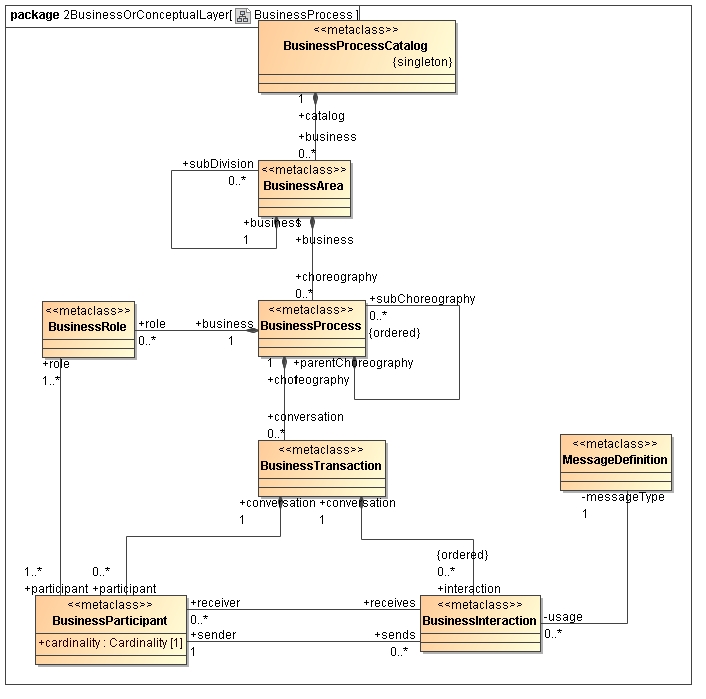 package 2BusinessOrConceptualLayer[ BusinessProcess ]
<<metaclass>>
BusinessProcessCatalog
{singleton}
1
+catalog
+business
0..*
<<metaclass>>
BusinessArea
+subDivision
0..*
+business
1
1
+business
+choreography
0..*
<<metaclass>>
BusinessProcess
+subChoreography
0..*
{ordered}
<<metaclass>>
BusinessRole
+role
0..*
+business
1
+role
1..*
1
+parentChoreography
+choreography
1
+conversation
0..*
<<metaclass>>
BusinessTransaction
<<metaclass>>
MessageDefinition
-messageType
1
+conversation
1
+conversation
1
{ordered}
0..*
+interaction
1..*
+participant
0..*
+participant
<<metaclass>>
BusinessParticipant
+cardinality : Cardinality [1]
+receiver
0..*
+receives
+sender
1
+sends
0..*
<<metaclass>>
BusinessInteraction
-usage
0..*